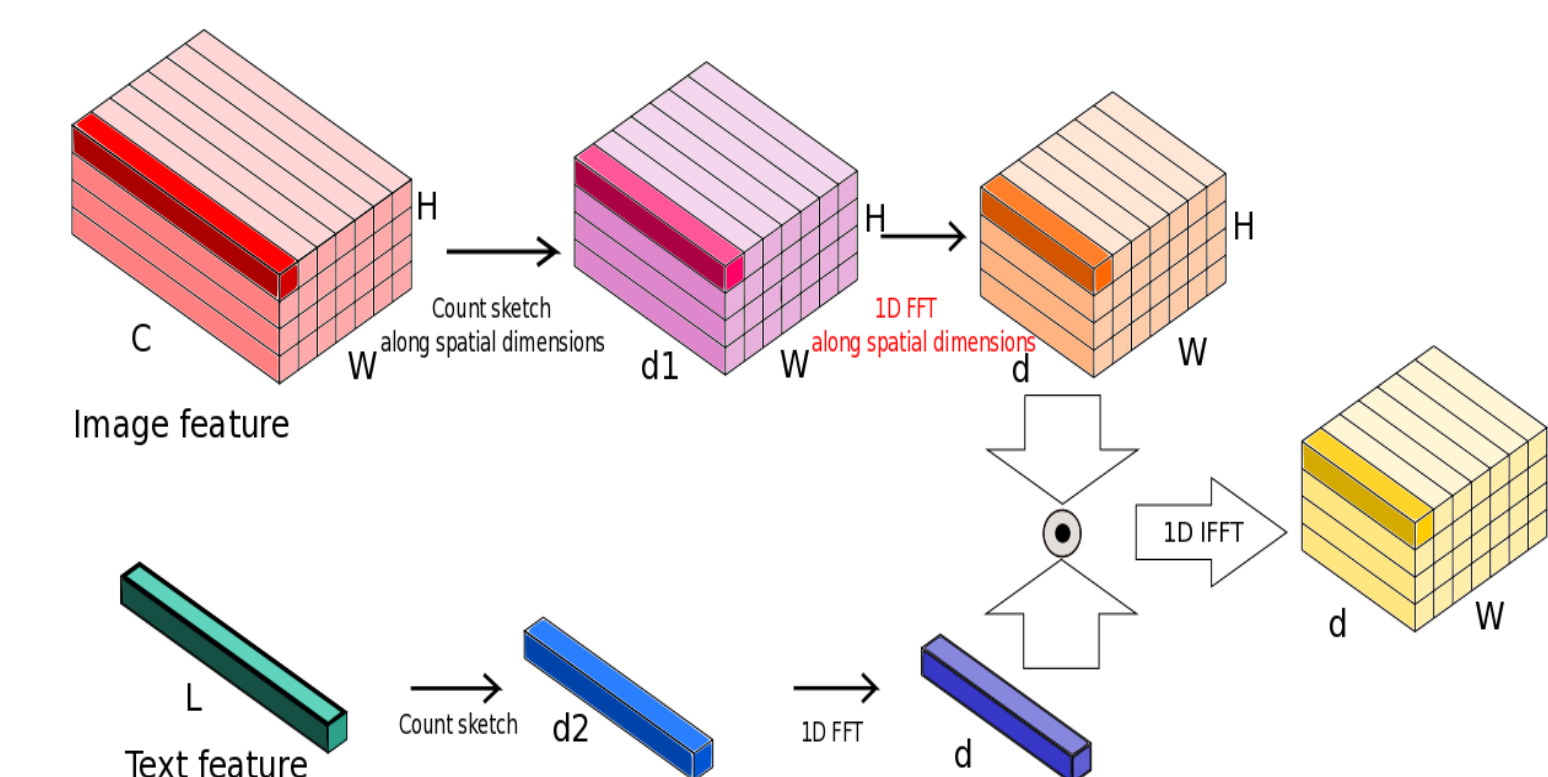 H
H
H
C
W
Count sketch
along spatial dimensions
d1
W
1D FFT
along spatial dimensions
d
W
Image feature
1D IFFT
d
W
L
Count sketch
d2
1D FFT
d
Text feature